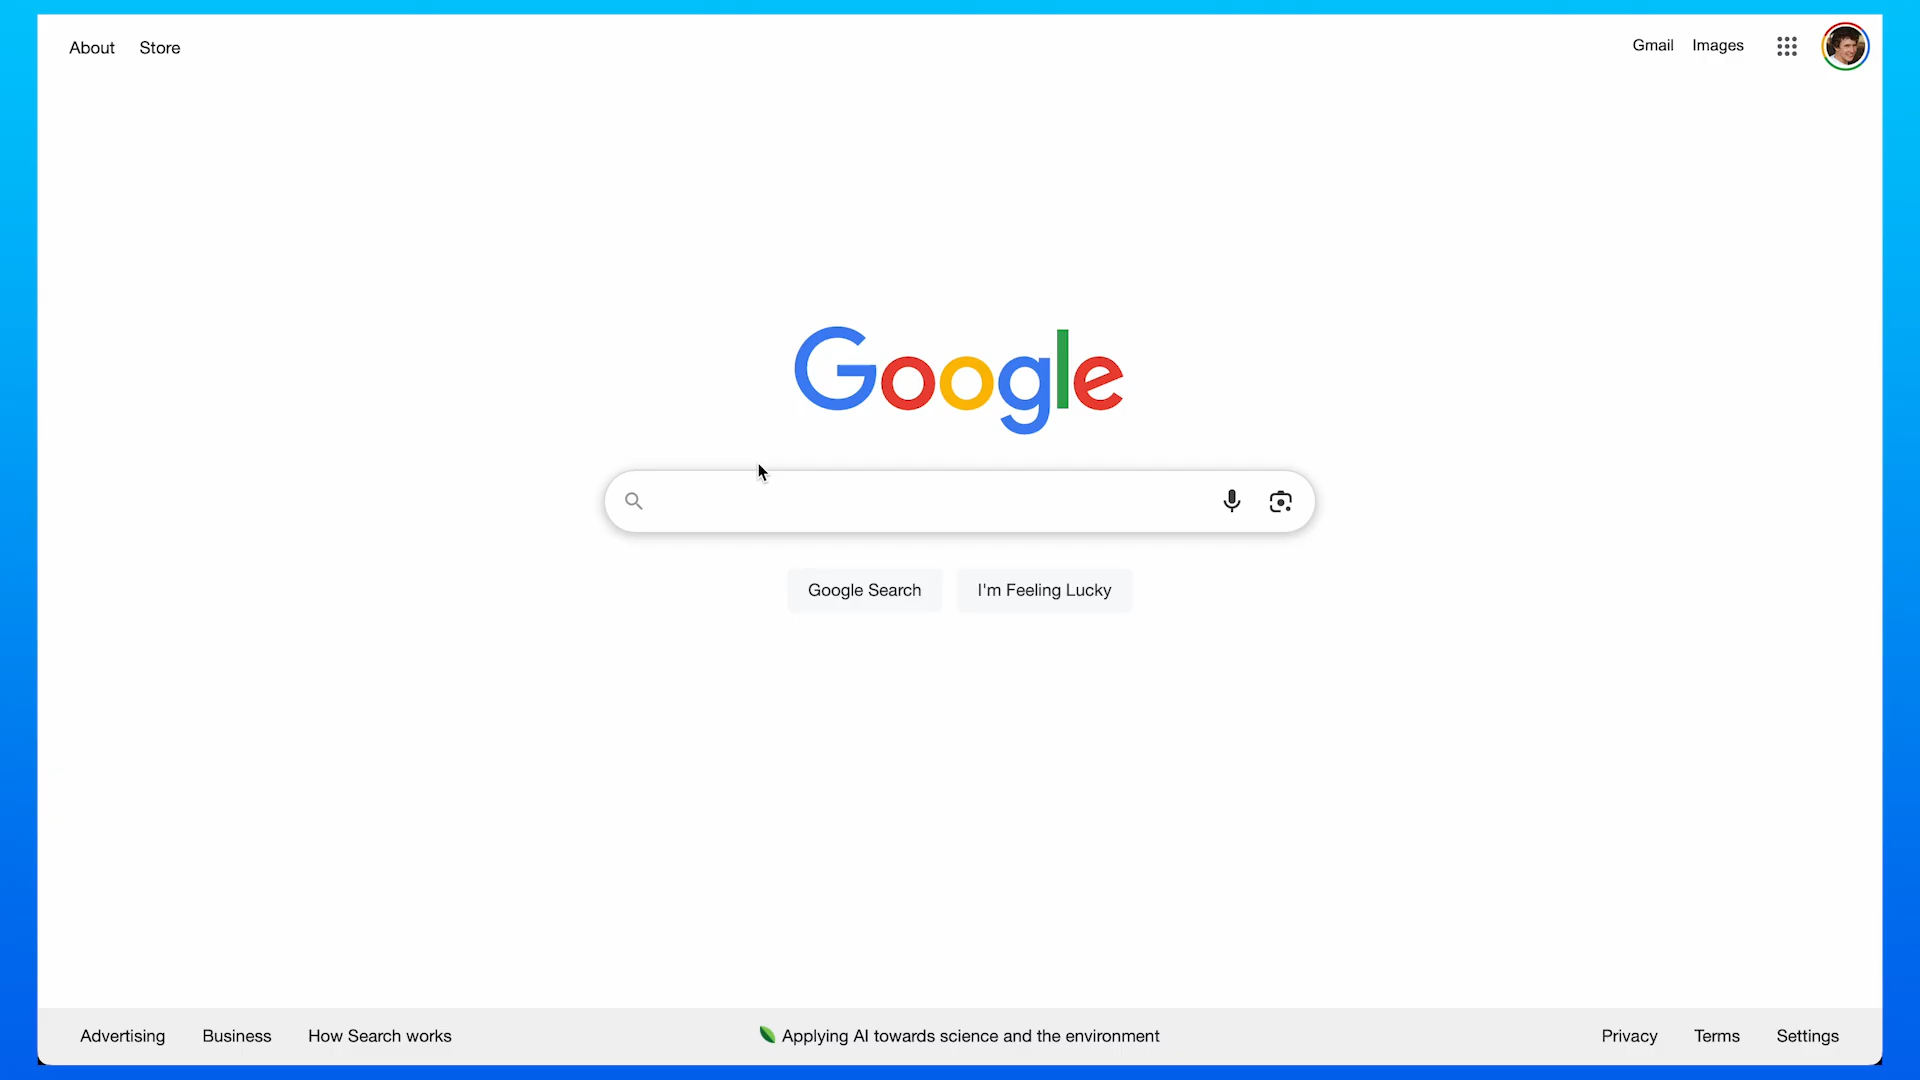 About Store
Gmail Images
Google
Google Search I'm Feeling Lucky
Advertising Business How Search works
Applying AI towards science and the environment
Privacy Terms Settings